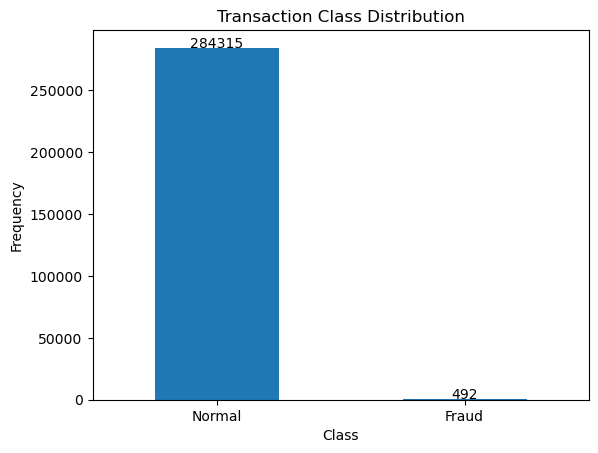 Transaction Class Distribution
284315
250000
200000
150000
100000
50000
0
Frequency
492
Normal Fraud
Class